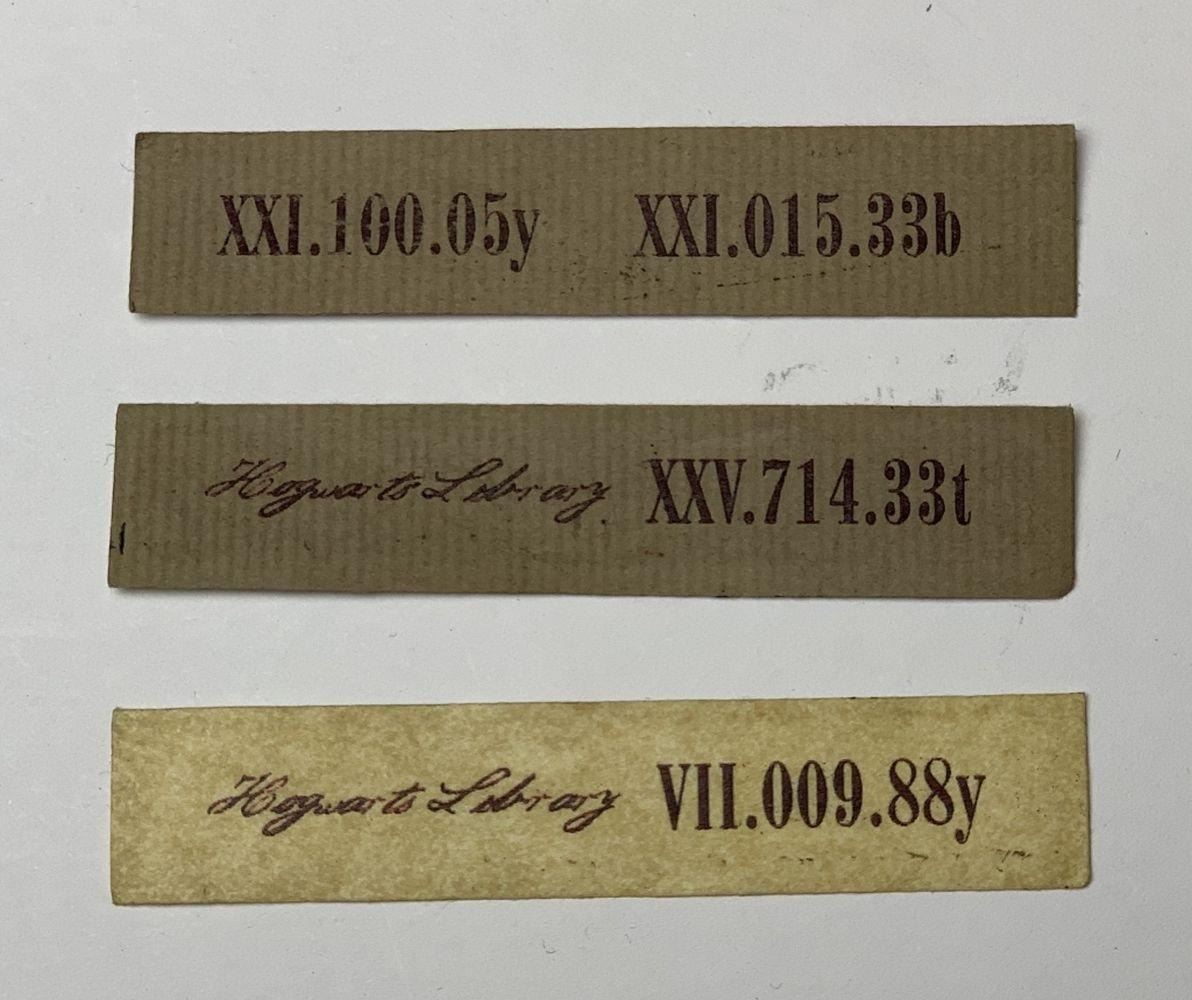 XXI.100.05y XXI.015.33b
Hogwarts Library XXV.714.33t
Hogwarts Library VII.009.88y